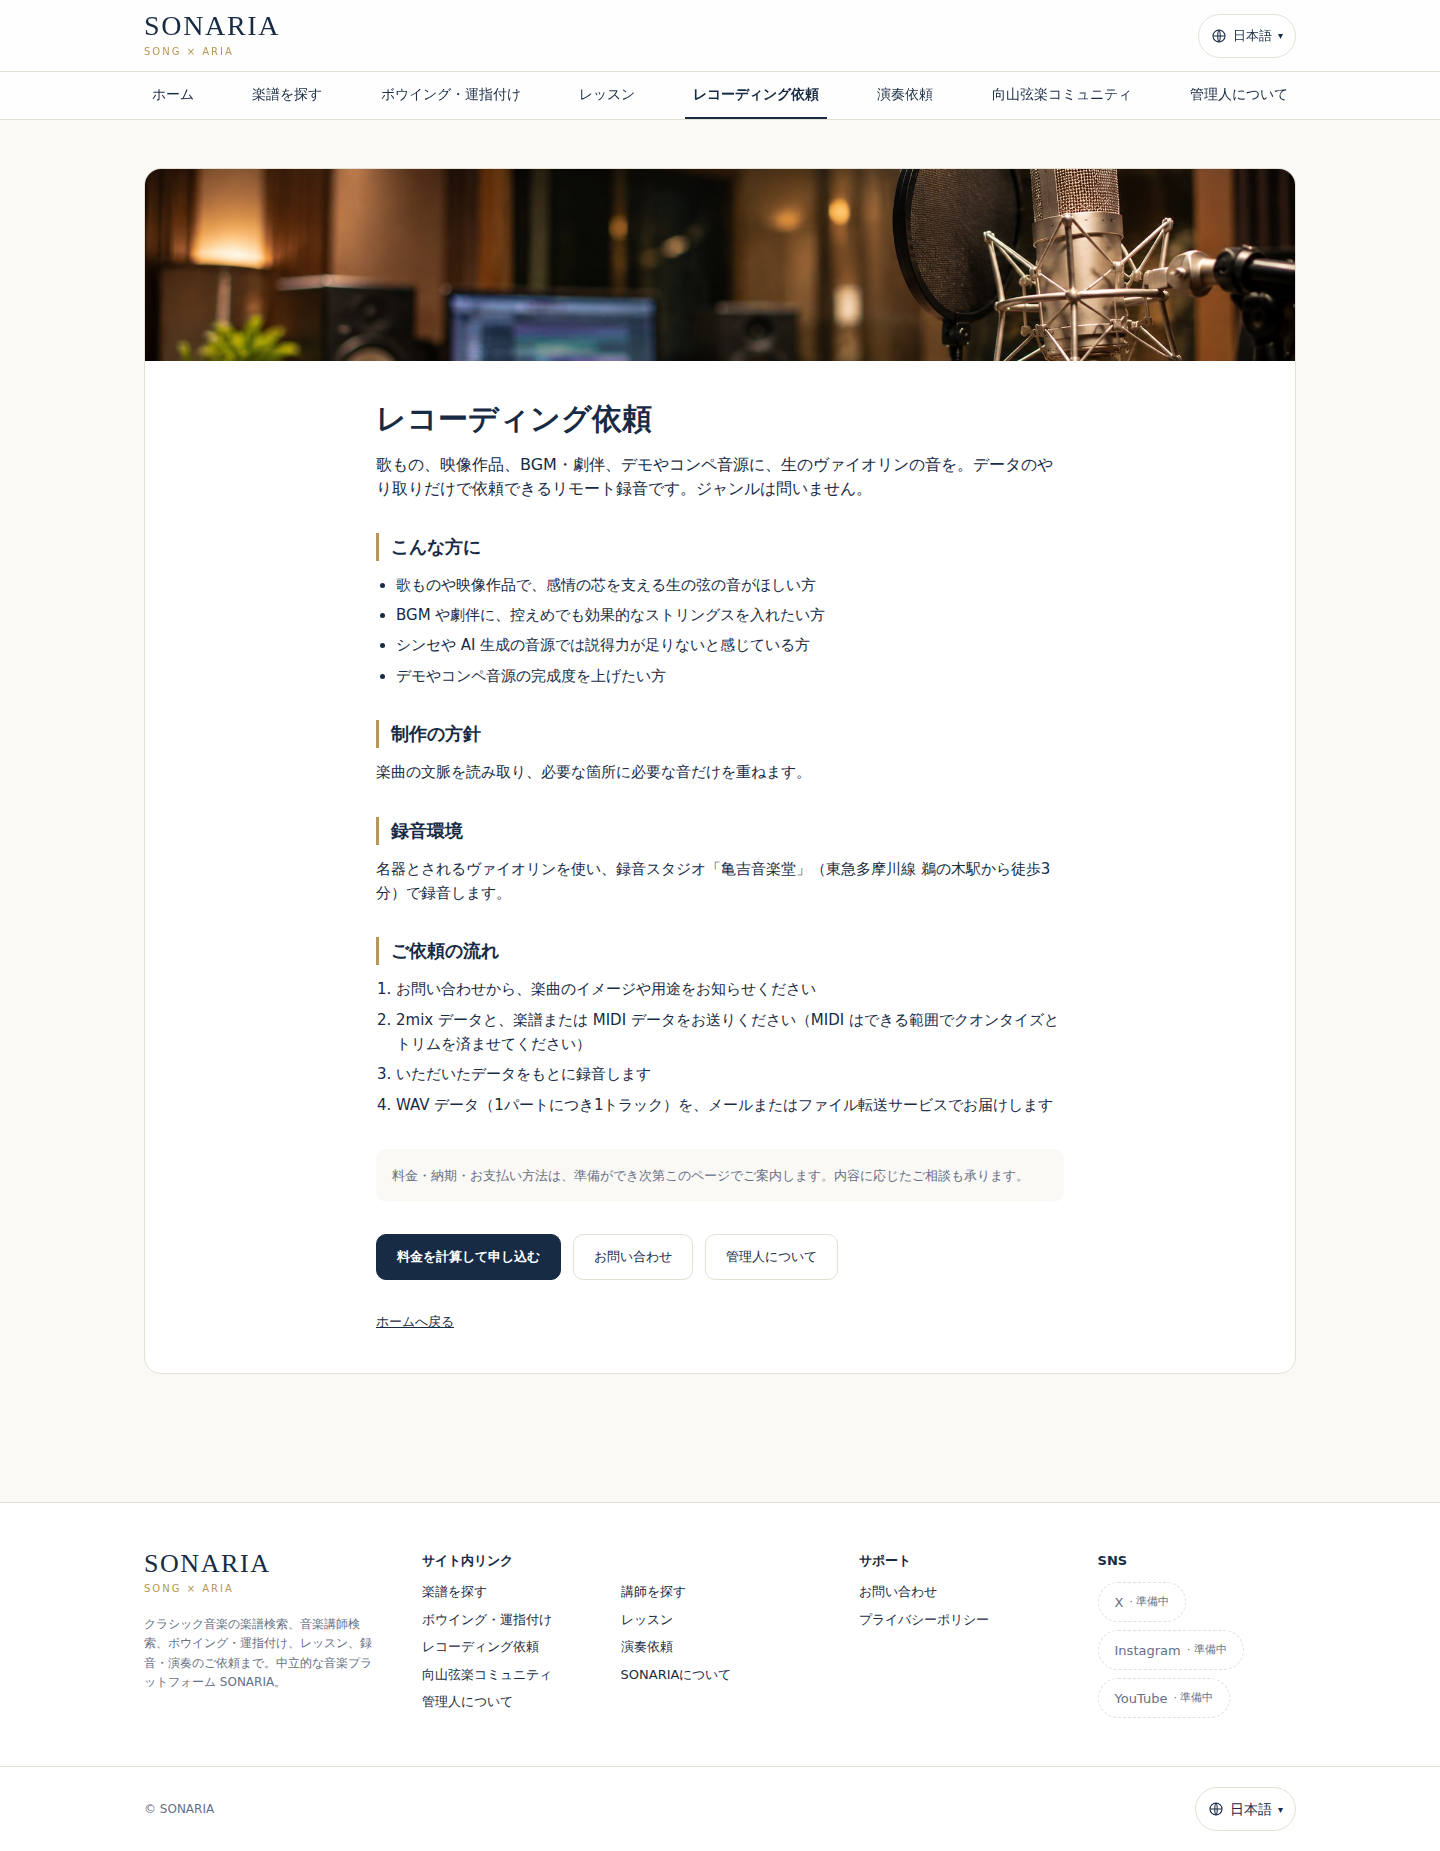 SONARIA
SONG × ARIA
日本語 ▾
ホーム
楽譜を探す
ボウイング・運指付け
レッスン
レコーディング依頼
演奏依頼
向山弦楽コミュニティ
管理人について
レコーディング依頼
歌もの、映像作品、BGM・劇伴、デモやコンペ音源に、生のヴァイオリンの音を。データのや
り取りだけで依頼できるリモート録音です。ジャンルは問いません。
こんな方に
• 歌ものや映像作品で、感情の芯を支える生の弦の音がほしい方
• BGM や劇伴に、控えめでも効果的なストリングスを入れたい方
• シンセや AI 生成の音源では説得力が足りないと感じている方
• デモやコンペ音源の完成度を上げたい方
制作の方針
楽曲の文脈を読み取り、必要な箇所に必要な音だけを重ねます。
録音環境
名器とされるヴァイオリンを使い、録音スタジオ「亀吉音楽堂」（東急多摩川線 鵜の木駅から徒歩3
分）で録音します。
ご依頼の流れ
1. お問い合わせから、楽曲のイメージや用途をお知らせください
2. 2mix データと、楽譜または MIDI データをお送りください（MIDI はできる範囲でクオンタイズと
トリムを済ませてください）
3. いただいたデータをもとに録音します
4. WAV データ（1パートにつき1トラック）を、メールまたはファイル転送サービスでお届けします
料金・納期・お支払い方法は、準備ができ次第このページでご案内します。内容に応じたご相談も承ります。
料金を計算して申し込む
お問い合わせ
管理人について
ホームへ戻る
SONARIA
SONG × ARIA
クラシック音楽の楽譜検索、音楽講師検
索、ボウイング・運指付け、レッスン、録
音・演奏のご依頼まで。中立的な音楽プラ
ットフォーム SONARIA。
サイト内リンク
楽譜を探す
ボウイング・運指付け
レコーディング依頼
向山弦楽コミュニティ
管理人について
講師を探す
レッスン
演奏依頼
SONARIAについて
サポート
お問い合わせ
プライバシーポリシー
SNS
X · 準備中
Instagram · 準備中
YouTube · 準備中
© SONARIA
日本語 ▾